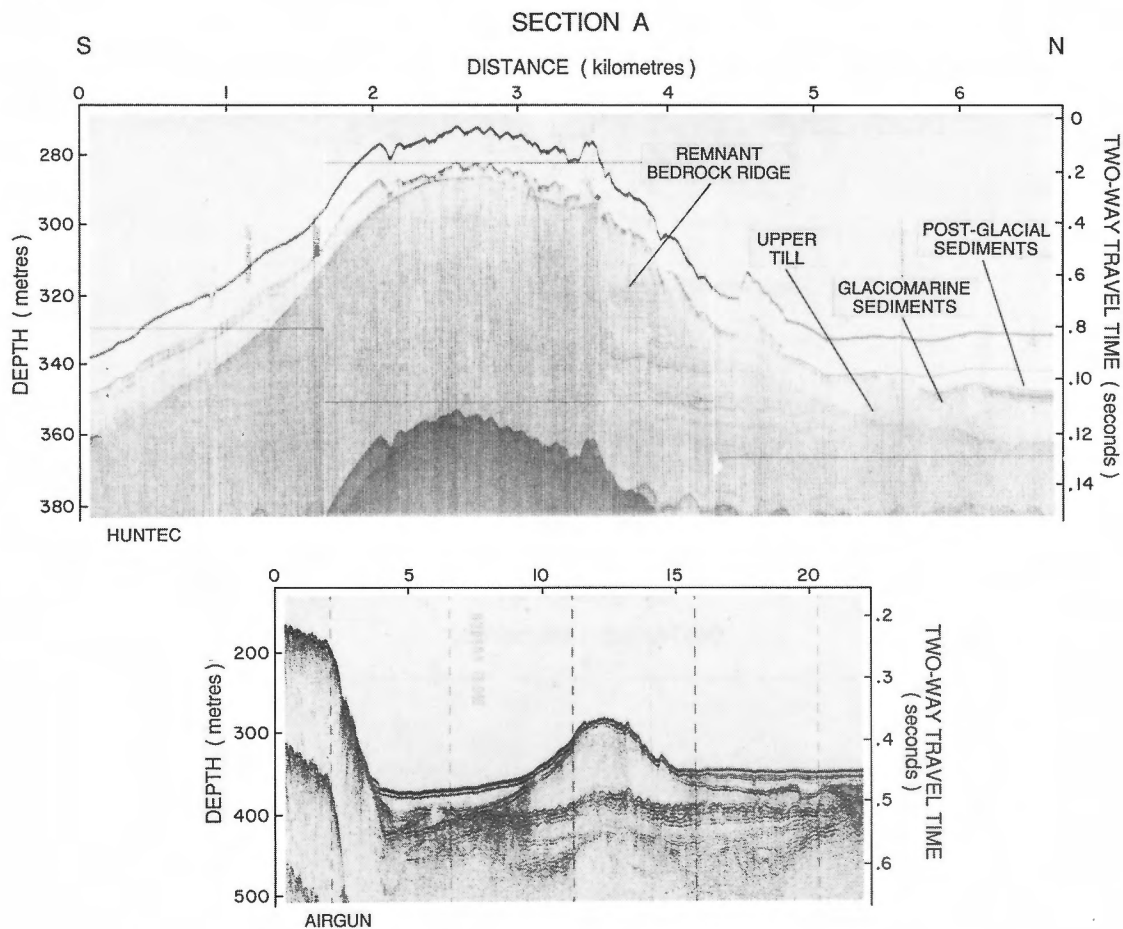 SECTION A
S
N
DISTANCE ( kilometres )
0 1 2 3 4 5 6
DEPTH ( metres )
280
300
320
340
360
380
REMNANT
BEDROCK RIDGE
UPPER
TILL
GLACIOMARINE
SEDIMENTS
POST-GLACIAL
SEDIMENTS
0
.2
.4
.6
.8
.10
.12
.14
TWO-WAY TRAVEL TIME
( seconds )
HUNTEC
0 5 10 15 20
DEPTH ( metres )
200
300
400
500
.2
.3
.4
.5
.6
TWO-WAY TRAVEL TIME
( seconds )
AIRGUN